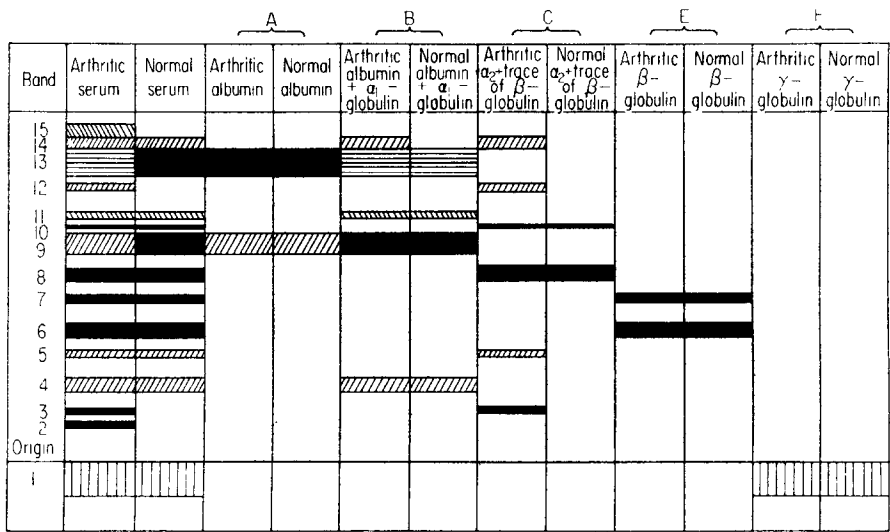 A B C E F
Band
Arthritic serum
Normal serum
Arthritic albumin
Normal albumin
Arthritic albumin + α₁ – globulin
Normal albumin + α₁ – globulin
Arthritic α₂+trace of β– globulin
Normal α₂+trace of β– globulin
Arthritic β– globulin
Normal β– globulin
Arthritic γ– globulin
Normal γ– globulin
15
14
13
12
11
10
9
8
7
6
5
4
3
2
Origin
1